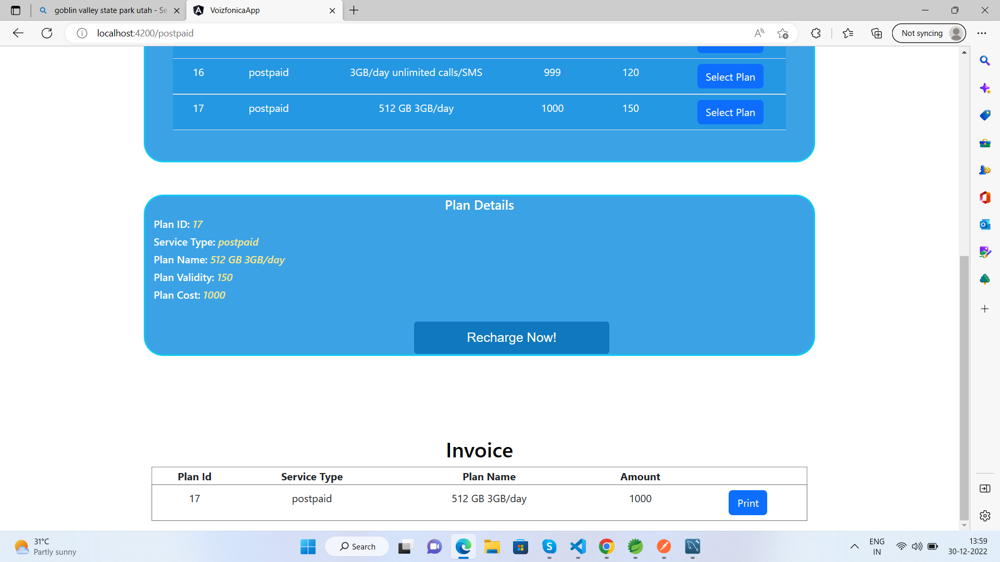 goblin valley state park utah - Se
VoizfonicaApp
localhost:4200/postpaid
Not syncing
16 postpaid 3GB/day unlimited calls/SMS 999 120 Select Plan
17 postpaid 512 GB 3GB/day 1000 150 Select Plan
Plan Details
Plan ID: 17
Service Type: postpaid
Plan Name: 512 GB 3GB/day
Plan Validity: 150
Plan Cost: 1000
Recharge Now!
Invoice
Plan Id Service Type Plan Name Amount
17 postpaid 512 GB 3GB/day 1000 Print
31°C
Partly sunny
Search
ENG
IN
13:59
30-12-2022